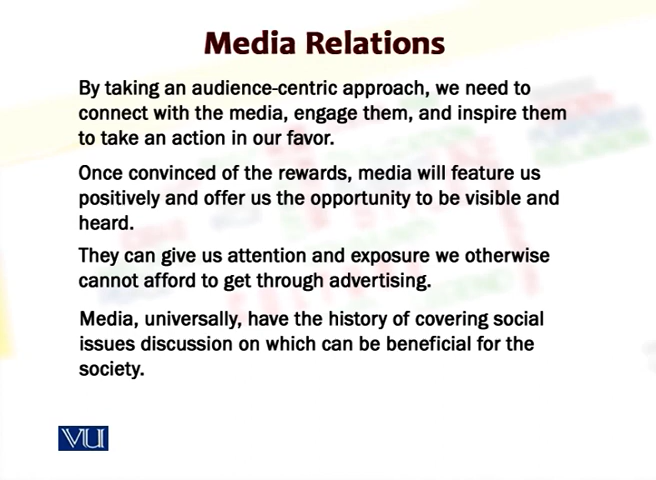 Media Relations
By taking an audience-centric approach, we need to
connect with the media, engage them, and inspire them
to take an action in our favor.
Once convinced of the rewards, media will feature us
positively and offer us the opportunity to be visible and
heard.
They can give us attention and exposure we otherwise
cannot afford to get through advertising.
Media, universally, have the history of covering social
issues discussion on which can be beneficial for the
society.
VU